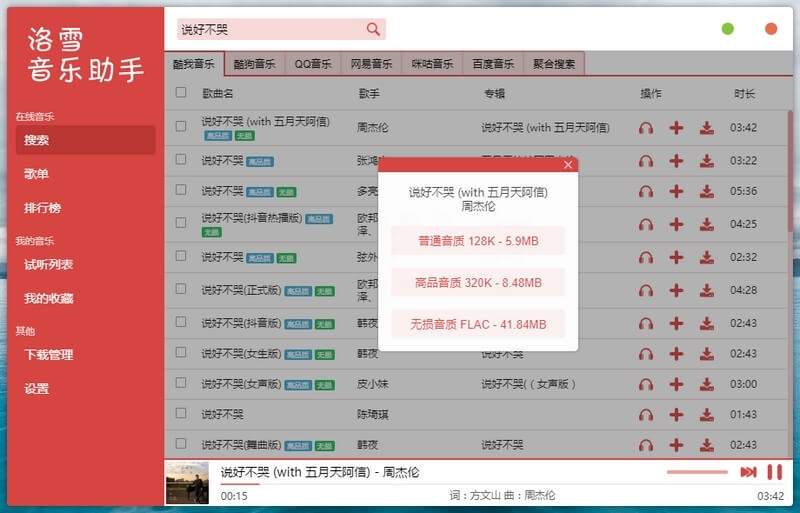 洛雪
音乐助手
在线音乐
搜索
歌单
排行榜
我的音乐
试听列表
我的收藏
其他
下载管理
设置
说好不哭
酷我音乐 酷狗音乐 QQ音乐 网易音乐 咪咕音乐 百度音乐 聚合搜索
歌曲名 歌手 专辑 操作 时长
说好不哭 (with 五月天阿信) 高品质 无损 周杰伦 说好不哭 (with 五月天阿信) 03:42
说好不哭 高品质 张鸿 03:22
说好不哭 高品质 无损 多亮 05:36
说好不哭(抖音热播版) 高品质 无损 欧邦 泽、 04:25
说好不哭 高品质 无损 弦外 02:32
说好不哭(正式版) 高品质 无损 欧邦 泽、 04:28
说好不哭(抖音版) 高品质 无损 韩夜 02:43
说好不哭(女生版) 高品质 无损 韩夜 说好不哭 02:43
说好不哭(女声版) 高品质 无损 皮小妹 说好不哭(（女声版） 03:00
说好不哭 陈琦琪 01:43
说好不哭(舞曲版) 高品质 无损 韩夜 说好不哭 02:43
说好不哭 (with 五月天阿信)
周杰伦
普通音质 128K - 5.9MB
高品音质 320K - 8.48MB
无损音质 FLAC - 41.84MB
说好不哭 (with 五月天阿信) - 周杰伦
00:15 词：方文山 曲：周杰伦 03:42